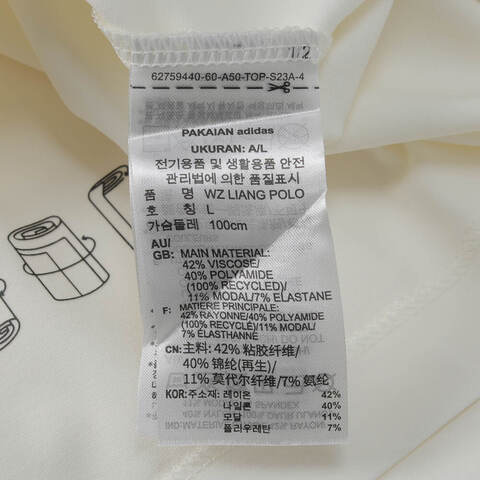 1/2
62759440-60-A50-TOP-S23A-4
PAKAIAN adidas
UKURAN: A/L
전기용품 및 생활용품 안전
관리법에 의한 품질표시
품 명 WZ LIANG POLO
호 칭 L
가슴둘레 100cm
AU/
GB: MAIN MATERIAL:
42% VISCOSE/
40% POLYAMIDE
(100% RECYCLED)/
11% MODAL/7% ELASTANE
F: MATIERE PRINCIPALE:
42% RAYONNE/40% POLYAMIDE
(100% RECYCLÉ)/11% MODAL/
7% ÉLASTHANNE
CN: 主料: 42% 粘胶纤维/
40% 锦纶(再生)/
11% 莫代尔纤维/7% 氨纶
KOR: 주소재: 레이온 42%
나일론 40%
모달 11%
폴리우레탄 7%